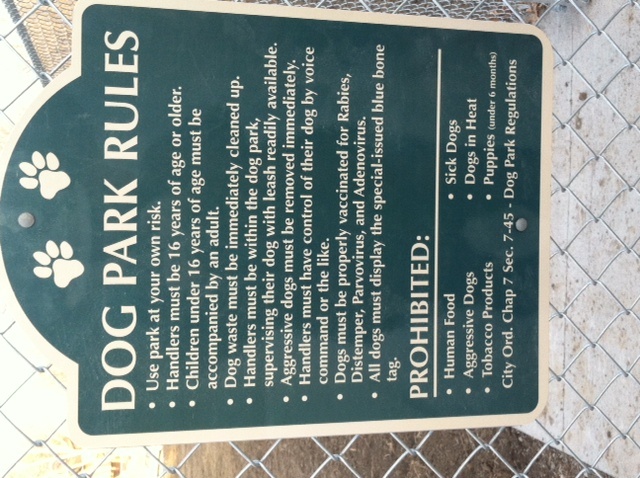 DOG PARK RULES
• Use park at your own risk.
• Handlers must be 16 years of age or older.
• Children under 16 years of age must be
accompanied by an adult.
• Dog waste must be immediately cleaned up.
• Handlers must be within the dog park,
supervising their dog with leash readily available.
• Aggressive dogs must be removed immediately.
• Handlers must have control of their dog by voice
command or the like.
• Dogs must be properly vaccinated for Rabies,
Distemper, Parvovirus, and Adenovirus.
• All dogs must display the special-issued blue bone
tag.
PROHIBITED:
• Human Food
• Aggressive Dogs
• Tobacco Products
• Sick Dogs
• Dogs in Heat
• Puppies (under 6 months)
City Ord. Chap 7 Sec. 7-45 - Dog Park Regulations